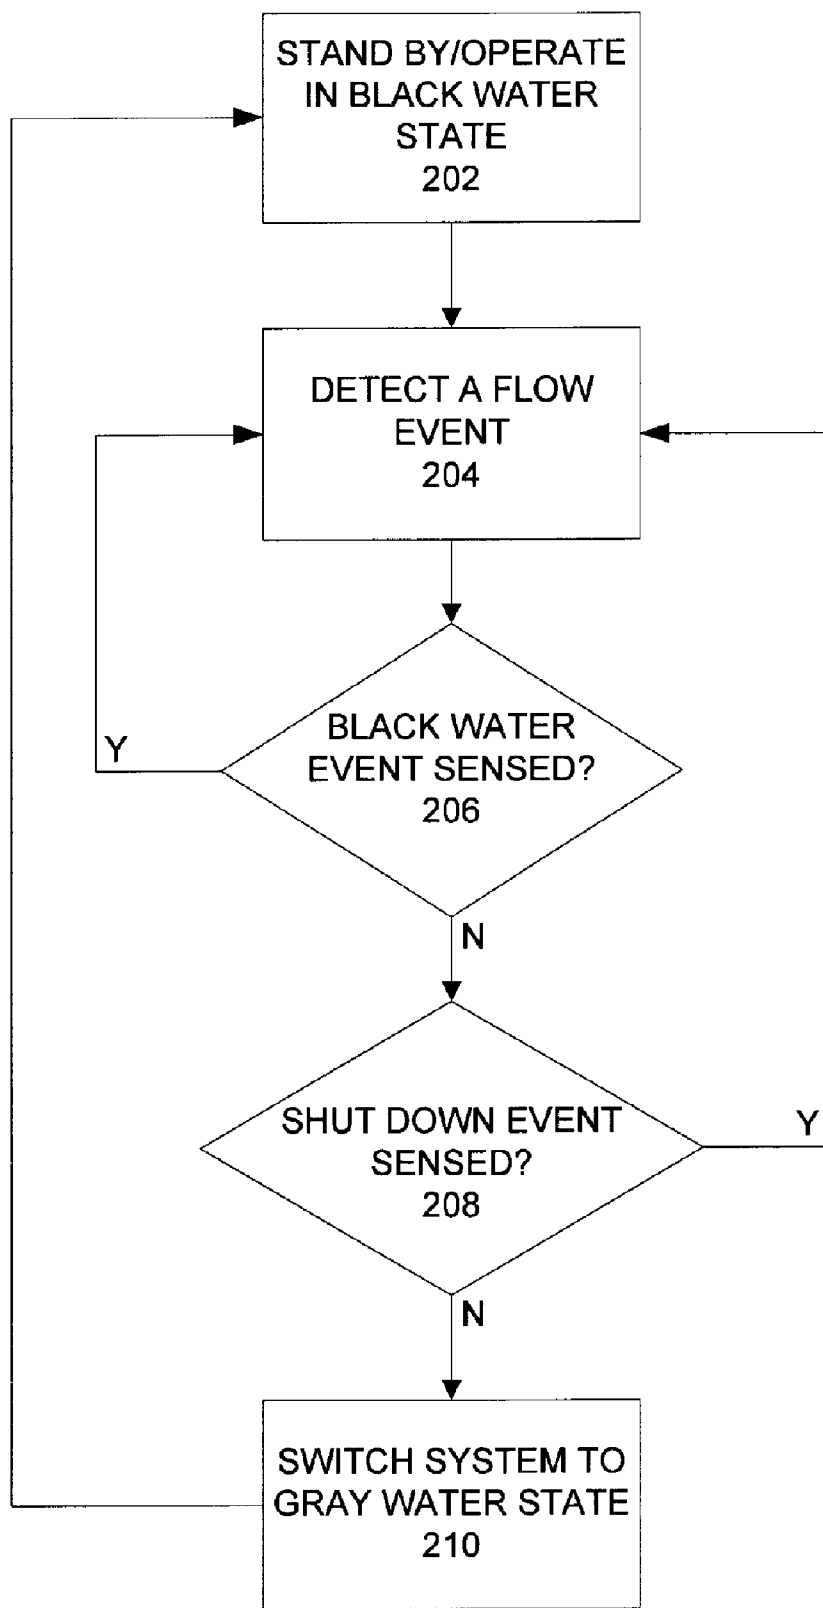 STAND BY/OPERATE
IN BLACK WATER
STATE
202
DETECT A FLOW
EVENT
204
BLACK WATER
EVENT SENSED?
206
Y
N
SHUT DOWN EVENT
SENSED?
208
Y
N
SWITCH SYSTEM TO
GRAY WATER STATE
210